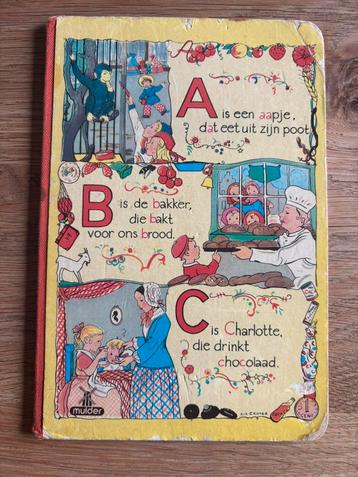 A is een aapje,
dat eet uit zijn poot
B is de bakker,
die bakt
voor ons brood.
C is Charlotte,
die drinkt
chocolaad.
mulder